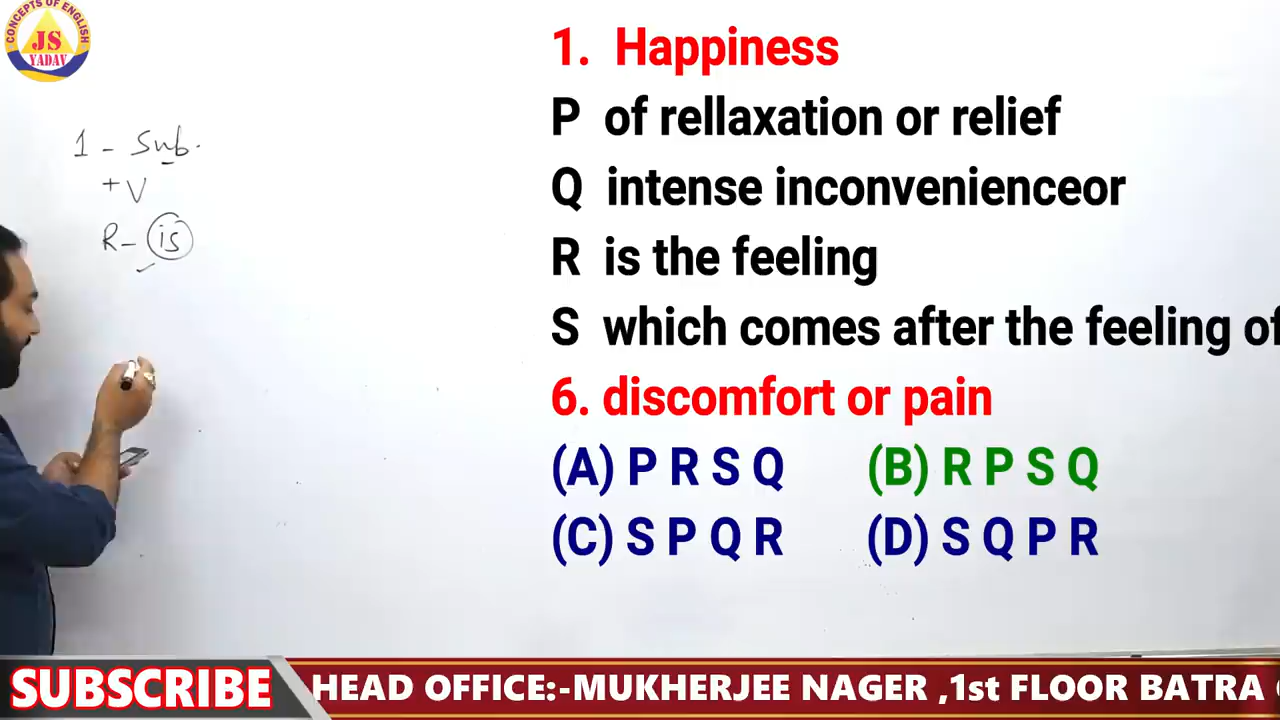 CONCEPTS OF ENGLISH
JS
YADAV
1 - Sub.
+ V
R - is
1. Happiness
P of rellaxation or relief
Q intense inconvenienceor
R is the feeling
S which comes after the feeling of
6. discomfort or pain
(A) P R S Q (B) R P S Q
(C) S P Q R (D) S Q P R
SUBSCRIBE
HEAD OFFICE:-MUKHERJEE NAGER ,1st FLOOR BATRA